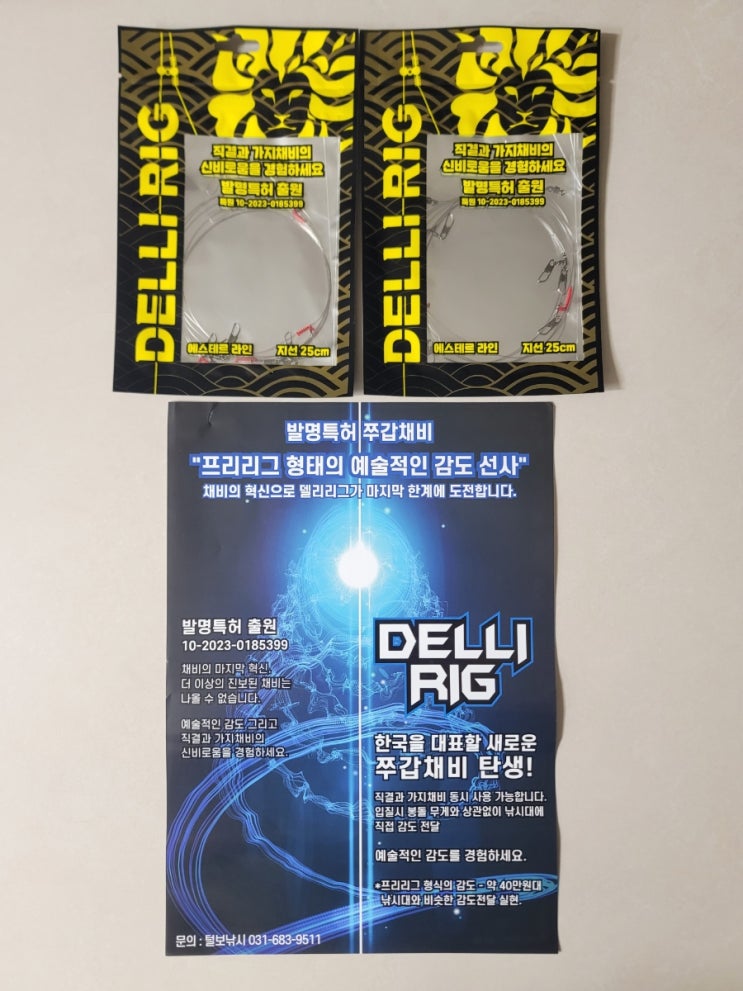 DELLI RIG
직결과 가지채비의
신비로움을 경험하세요
발명특허 출원
특원 10-2023-0185399
에스테르 라인 지선 25cm
DELLI RIG
직결과 가지채비의
신비로움을 경험하세요
발명특허 출원
특원 10-2023-0185399
에스테르 라인 지선 25cm
발명특허 쭈갑채비
"프리리그 형태의 예술적인 감도 선사"
채비의 혁신으로 델리리그가 마지막 한계에 도전합니다.
발명특허 출원
10-2023-0185399
채비의 마지막 혁신,
더 이상의 진보된 채비는
나올 수 없습니다.
예술적인 감도 그리고
직결과 가지채비의
신비로움을 경험하세요.
DELLI
RIG
한국을 대표할 새로운
쭈갑채비 탄생!
직결과 가지채비 동시 사용 가능합니다.
입질시 봉돌 무게와 상관없이 낚시대에
직접 감도 전달
예술적인 감도를 경험하세요.
*프리리그 형식의 감도 - 약 40만원대
낚시대와 비슷한 감도전달 실현.
문의 : 털보낚시 031-683-9511